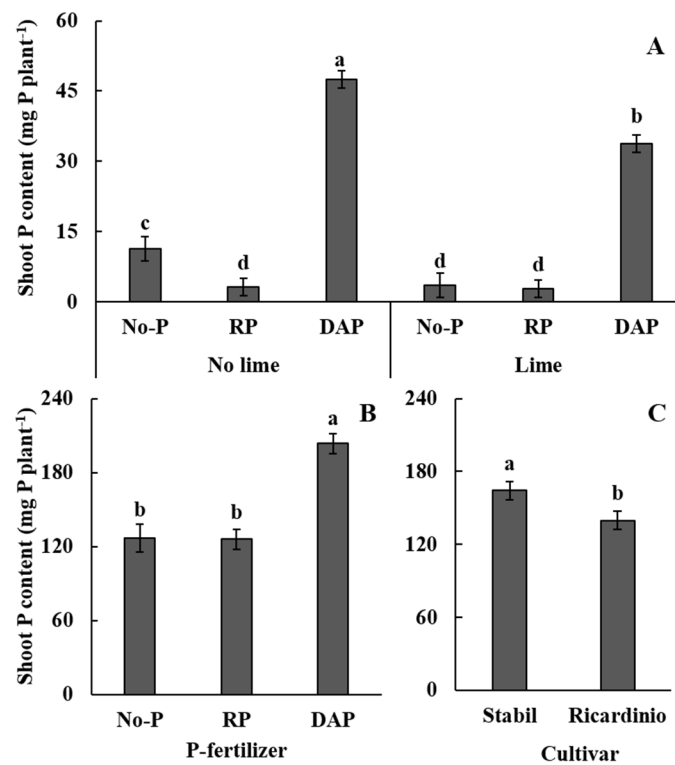 60
A
a
45
b
30
15
c
d
d
d
0
Shoot P content (mg P plant⁻¹)
No-P RP DAP No-P RP DAP
No lime Lime
240
B
a
180
b b
120
60
0
Shoot P content (mg P plant⁻¹)
No-P RP DAP
P-fertilizer
240
C
a
180
b
120
60
0
Stabil Ricardinio
Cultivar